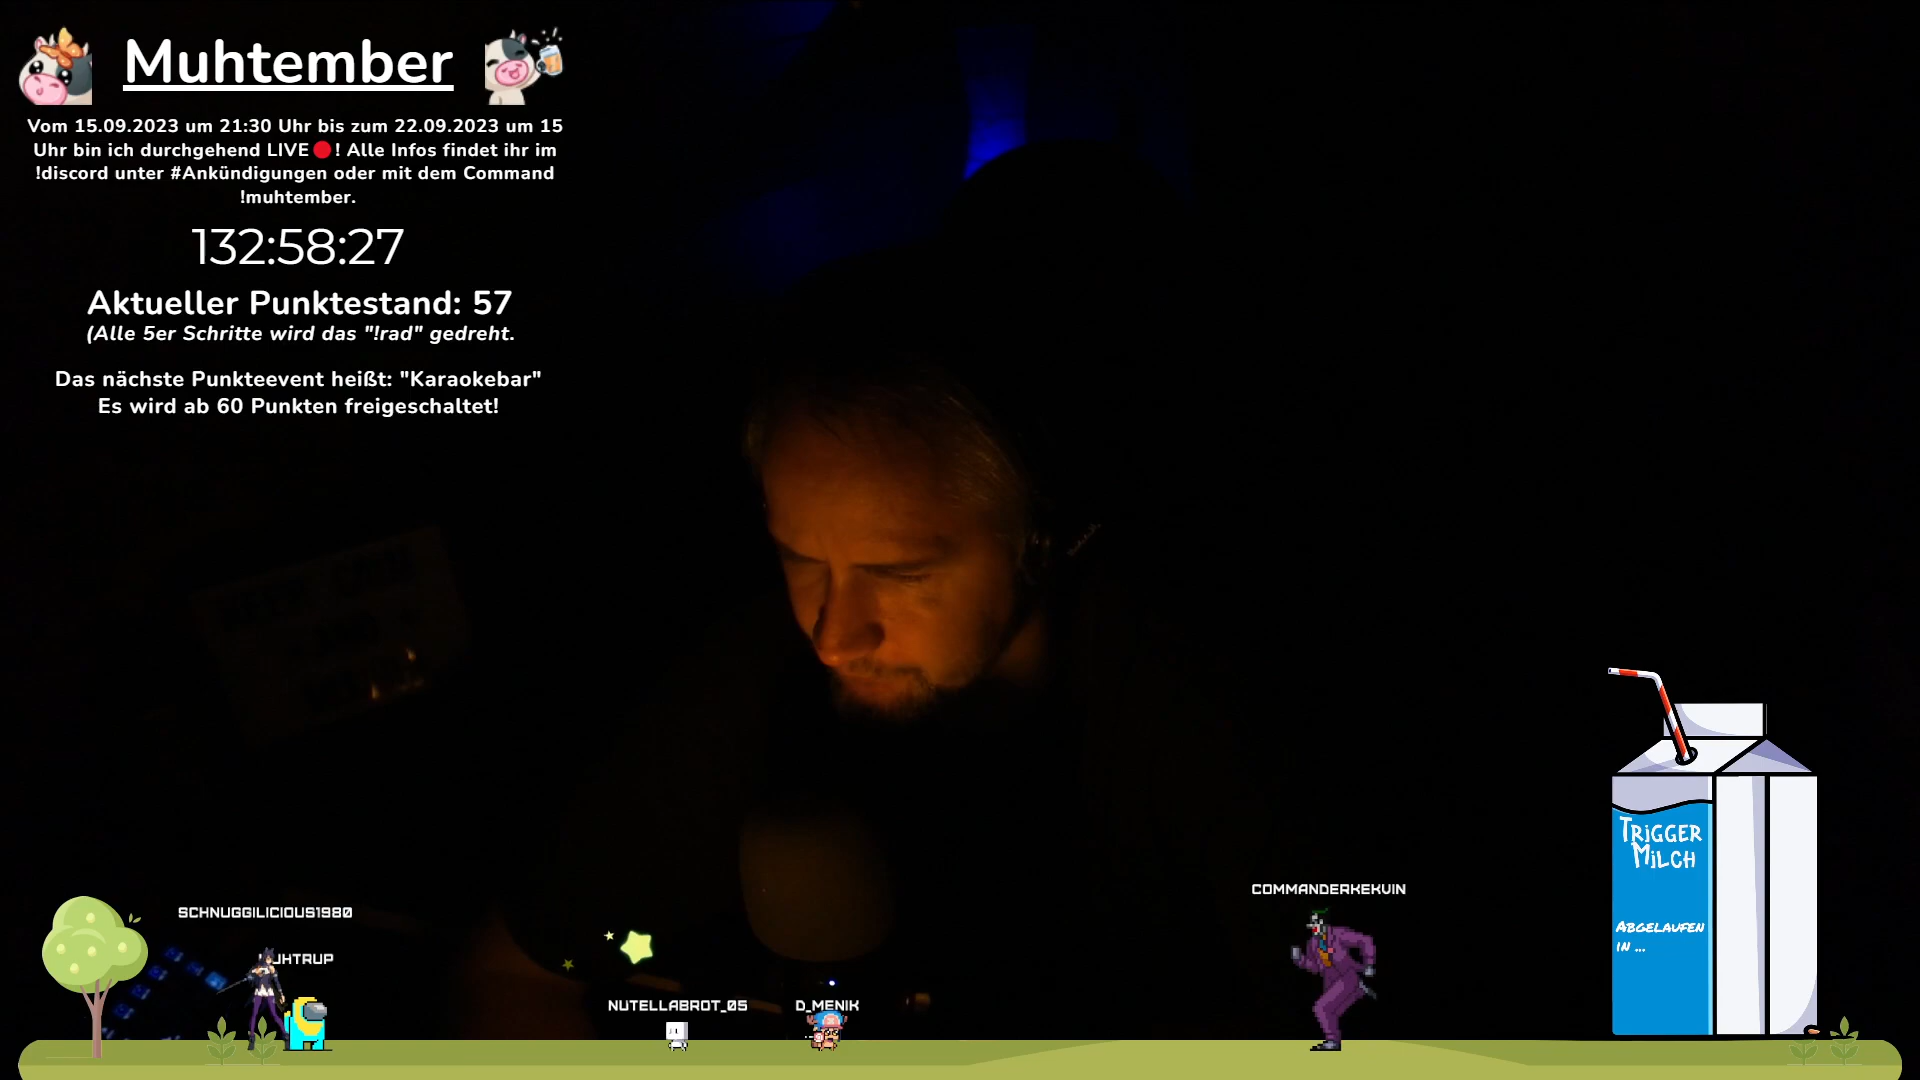 Muhtember
Vom 15.09.2023 um 21:30 Uhr bis zum 22.09.2023 um 15
Uhr bin ich durchgehend LIVE🔴! Alle Infos findet ihr im
!discord unter #Ankündigungen oder mit dem Command
!muhtember.
132:58:27
Aktueller Punktestand: 57
(Alle 5er Schritte wird das "!rad" gedreht.
Das nächste Punkteevent heißt: "Karaokebar"
Es wird ab 60 Punkten freigeschaltet!
TRIGGER
MILCH
ABGELAUFEN
IN ...
COMMANDERKEKUIN
SCHNUGGILICIOUS1980
NUTELLABROT_05
D_MENIK